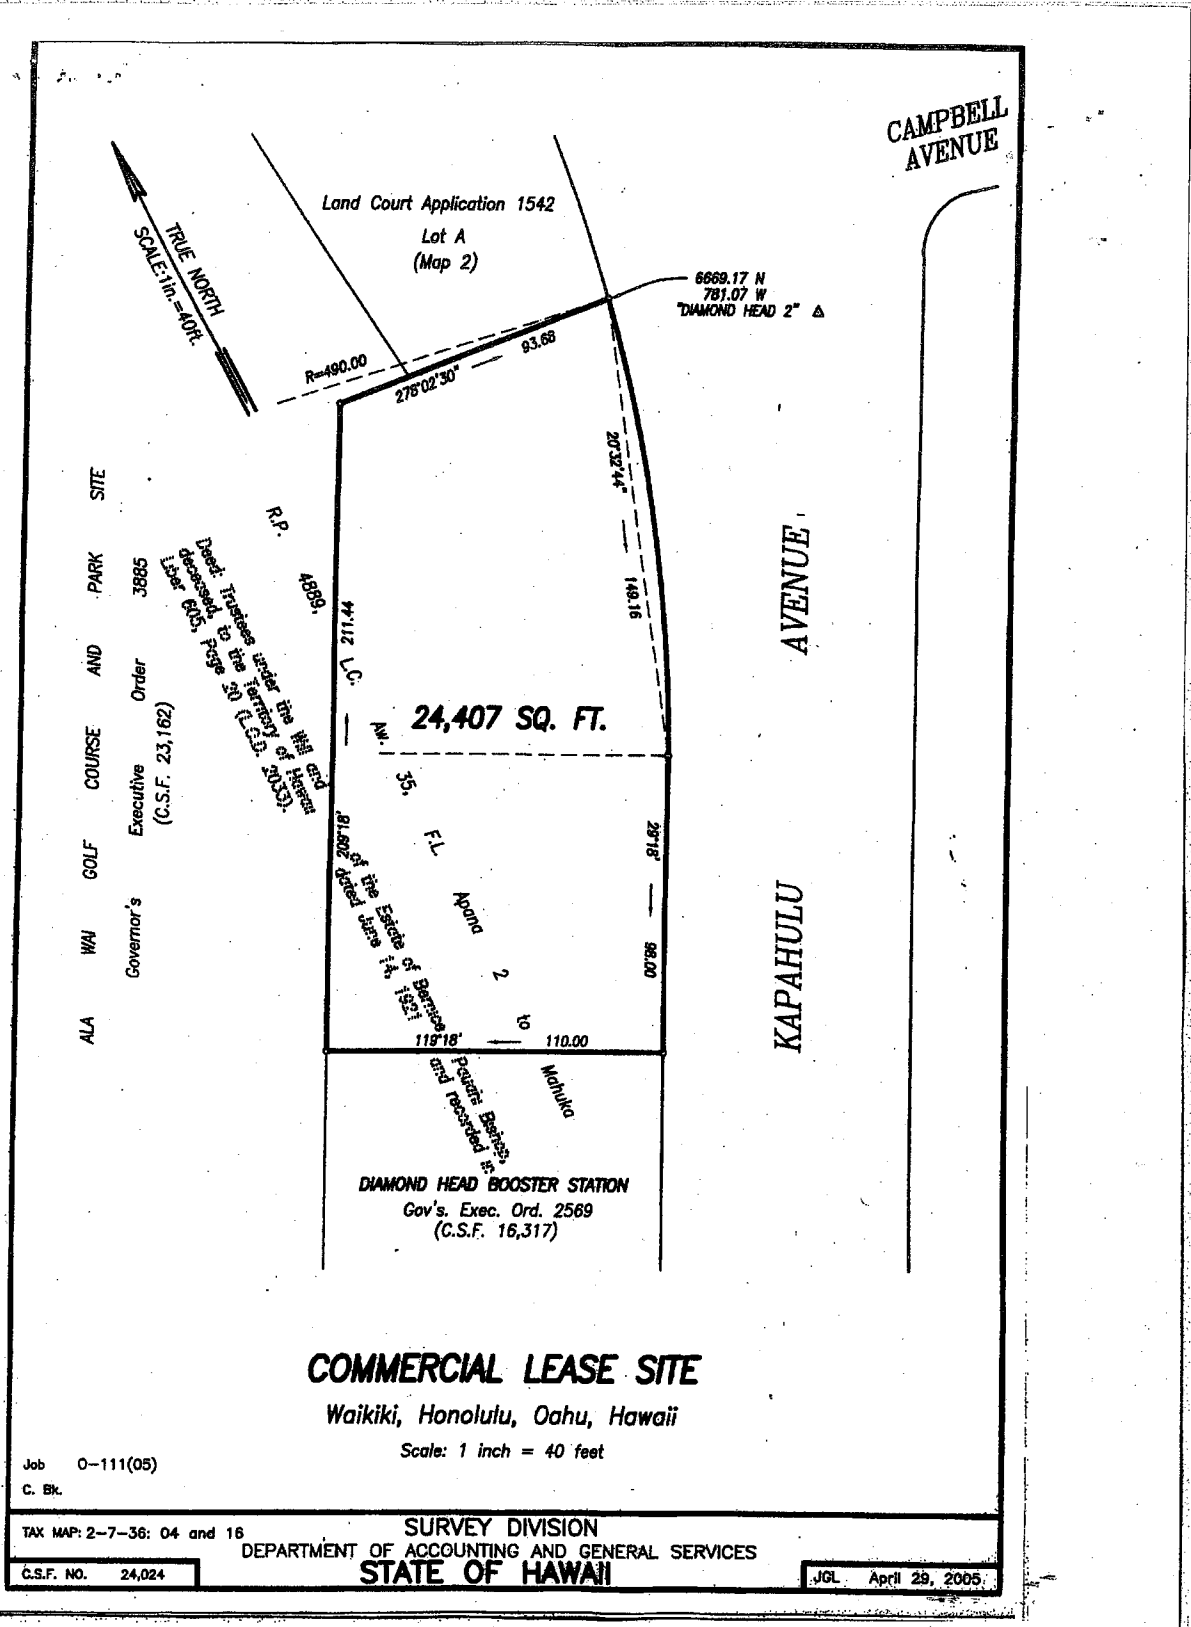 CAMPBELL
AVENUE
Land Court Application 1542
Lot A
(Map 2)
TRUE NORTH
SCALE:1in.=40ft.
6669.17 N
781.07 W
"DIAMOND HEAD 2" △
R=490.00
278°02'30"
93.68
20°32'44"
149.16
AVENUE
KAPAHULU
ALA WAI GOLF COURSE AND PARK SITE
Governor's Executive Order 3885
(C.S.F. 23,162)
R.P. 4889, L.C. Aw. 35, F.L. Apana 2 to Mahuka
Deed: Trustees under the Will and of the Estate of Bernice Pauahi Bishop,
deceased, to the Territory of Hawaii dated June 14, 1921 and recorded in
Liber 605, Page 20 (L.O.D. 2033).
211.44
209°18'
24,407 SQ. FT.
29°18'
98.00
119°18'
110.00
DIAMOND HEAD BOOSTER STATION
Gov's. Exec. Ord. 2569
(C.S.F. 16,317)
COMMERCIAL LEASE SITE
Waikiki, Honolulu, Oahu, Hawaii
Scale: 1 inch = 40 feet
Job O-111(05)
C. Bk.
TAX MAP: 2-7-36: 04 and 16
SURVEY DIVISION
DEPARTMENT OF ACCOUNTING AND GENERAL SERVICES
STATE OF HAWAII
C.S.F. NO. 24,024
JGL April 29, 2005